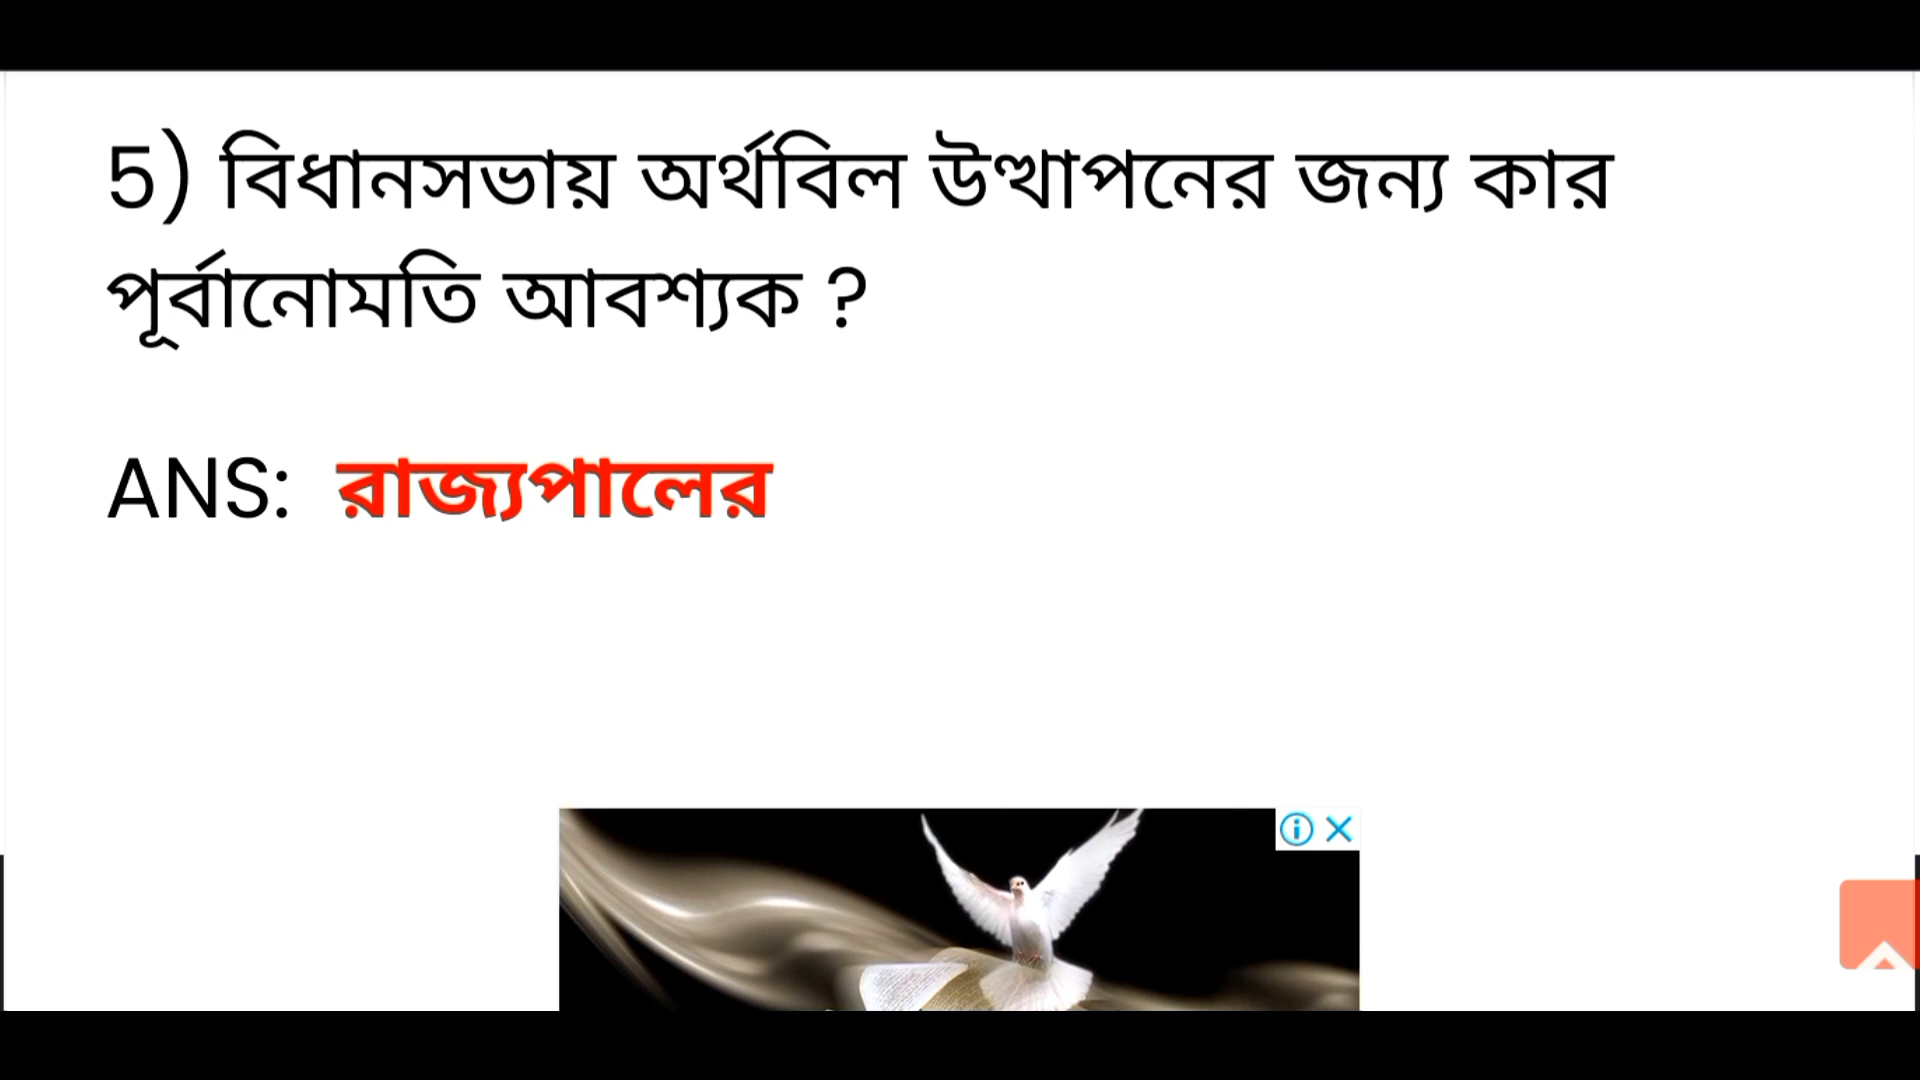 5) বিধানসভায় অর্থবিল উত্থাপনের জন্য কার
পূর্বানোমতি আবশ্যক ?
ANS: রাজ্যপালের